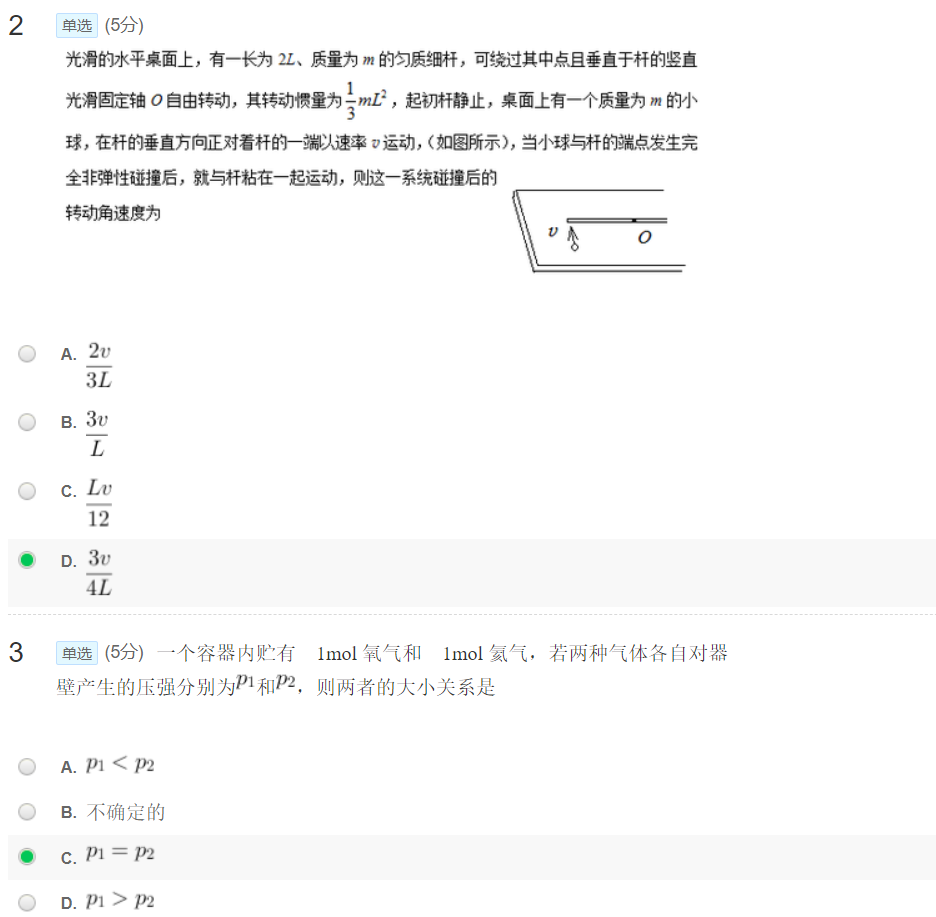 2 单选 (5分)
光滑的水平桌面上，有一长为 2L、质量为 m 的匀质细杆，可绕过其中点且垂直于杆的竖直
光滑固定轴 O 自由转动，其转动惯量为 1/3 mL²，起初杆静止，桌面上有一个质量为 m 的小
球，在杆的垂直方向正对着杆的一端以速率 v 运动，（如图所示），当小球与杆的端点发生完
全非弹性碰撞后，就与杆粘在一起运动，则这一系统碰撞后的
转动角速度为
v
O
A. 2v/3L
B. 3v/L
C. Lv/12
D. 3v/4L
3 单选 (5分) 一个容器内贮有 1mol 氧气和 1mol 氦气，若两种气体各自对器
壁产生的压强分别为p₁和p₂，则两者的大小关系是
A. p₁ < p₂
B. 不确定的
C. p₁ = p₂
D. p₁ > p₂